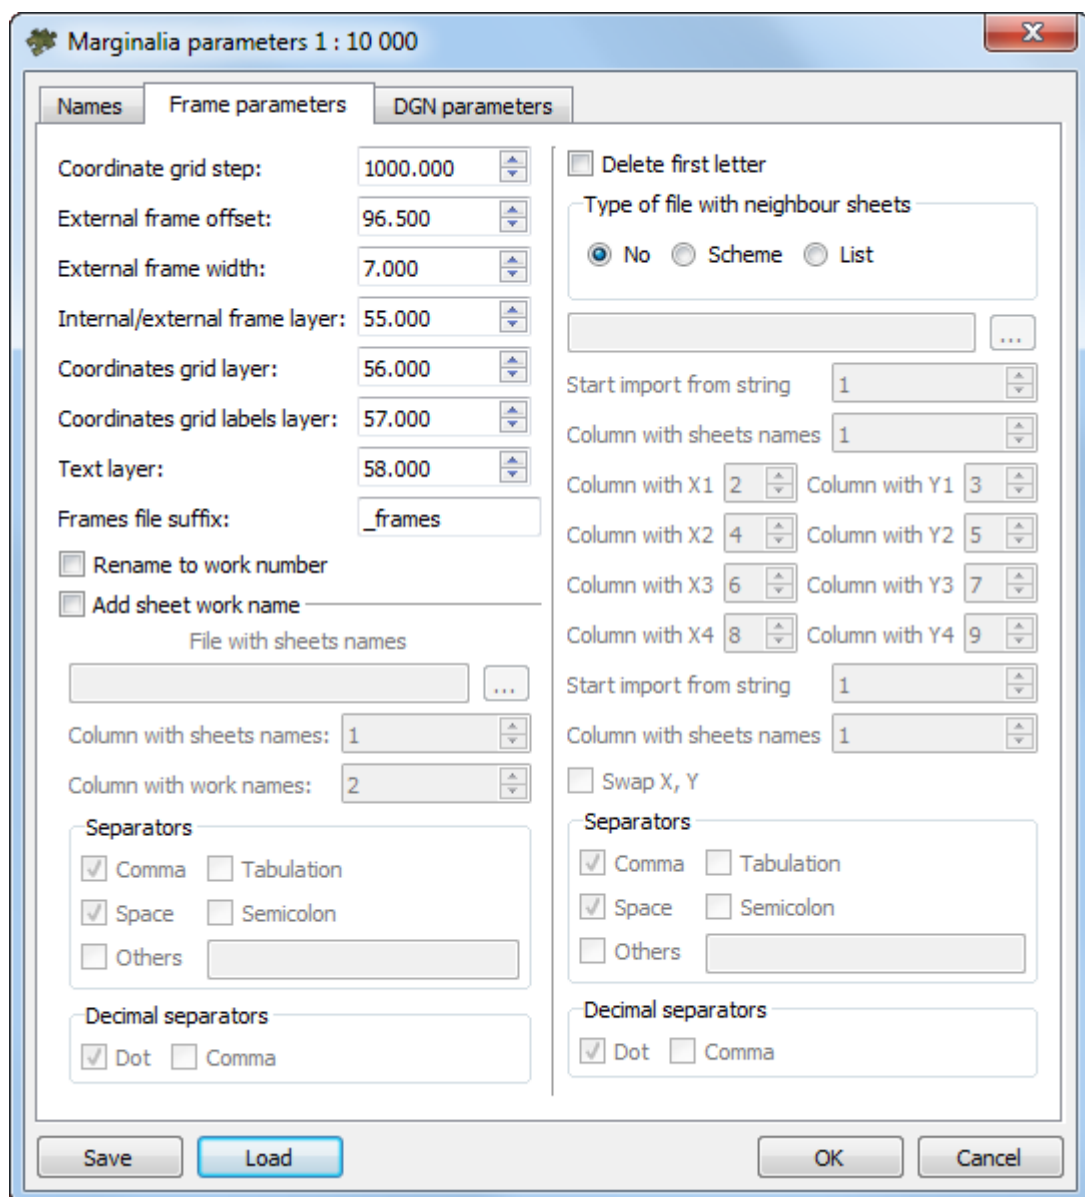 Marginalia parameters 1 : 10 000
Names
Frame parameters
DGN parameters
Coordinate grid step: 1000.000
External frame offset: 96.500
External frame width: 7.000
Internal/external frame layer: 55.000
Coordinates grid layer: 56.000
Coordinates grid labels layer: 57.000
Text layer: 58.000
Frames file suffix: _frames
Rename to work number
Add sheet work name
File with sheets names
...
Column with sheets names: 1
Column with work names: 2
Separators
Comma Tabulation
Space Semicolon
Others
Decimal separators
Dot Comma
Delete first letter
Type of file with neighbour sheets
No Scheme List
...
Start import from string 1
Column with sheets names 1
Column with X1 2 Column with Y1 3
Column with X2 4 Column with Y2 5
Column with X3 6 Column with Y3 7
Column with X4 8 Column with Y4 9
Start import from string 1
Column with sheets names 1
Swap X, Y
Separators
Comma Tabulation
Space Semicolon
Others
Decimal separators
Dot Comma
Save Load OK Cancel